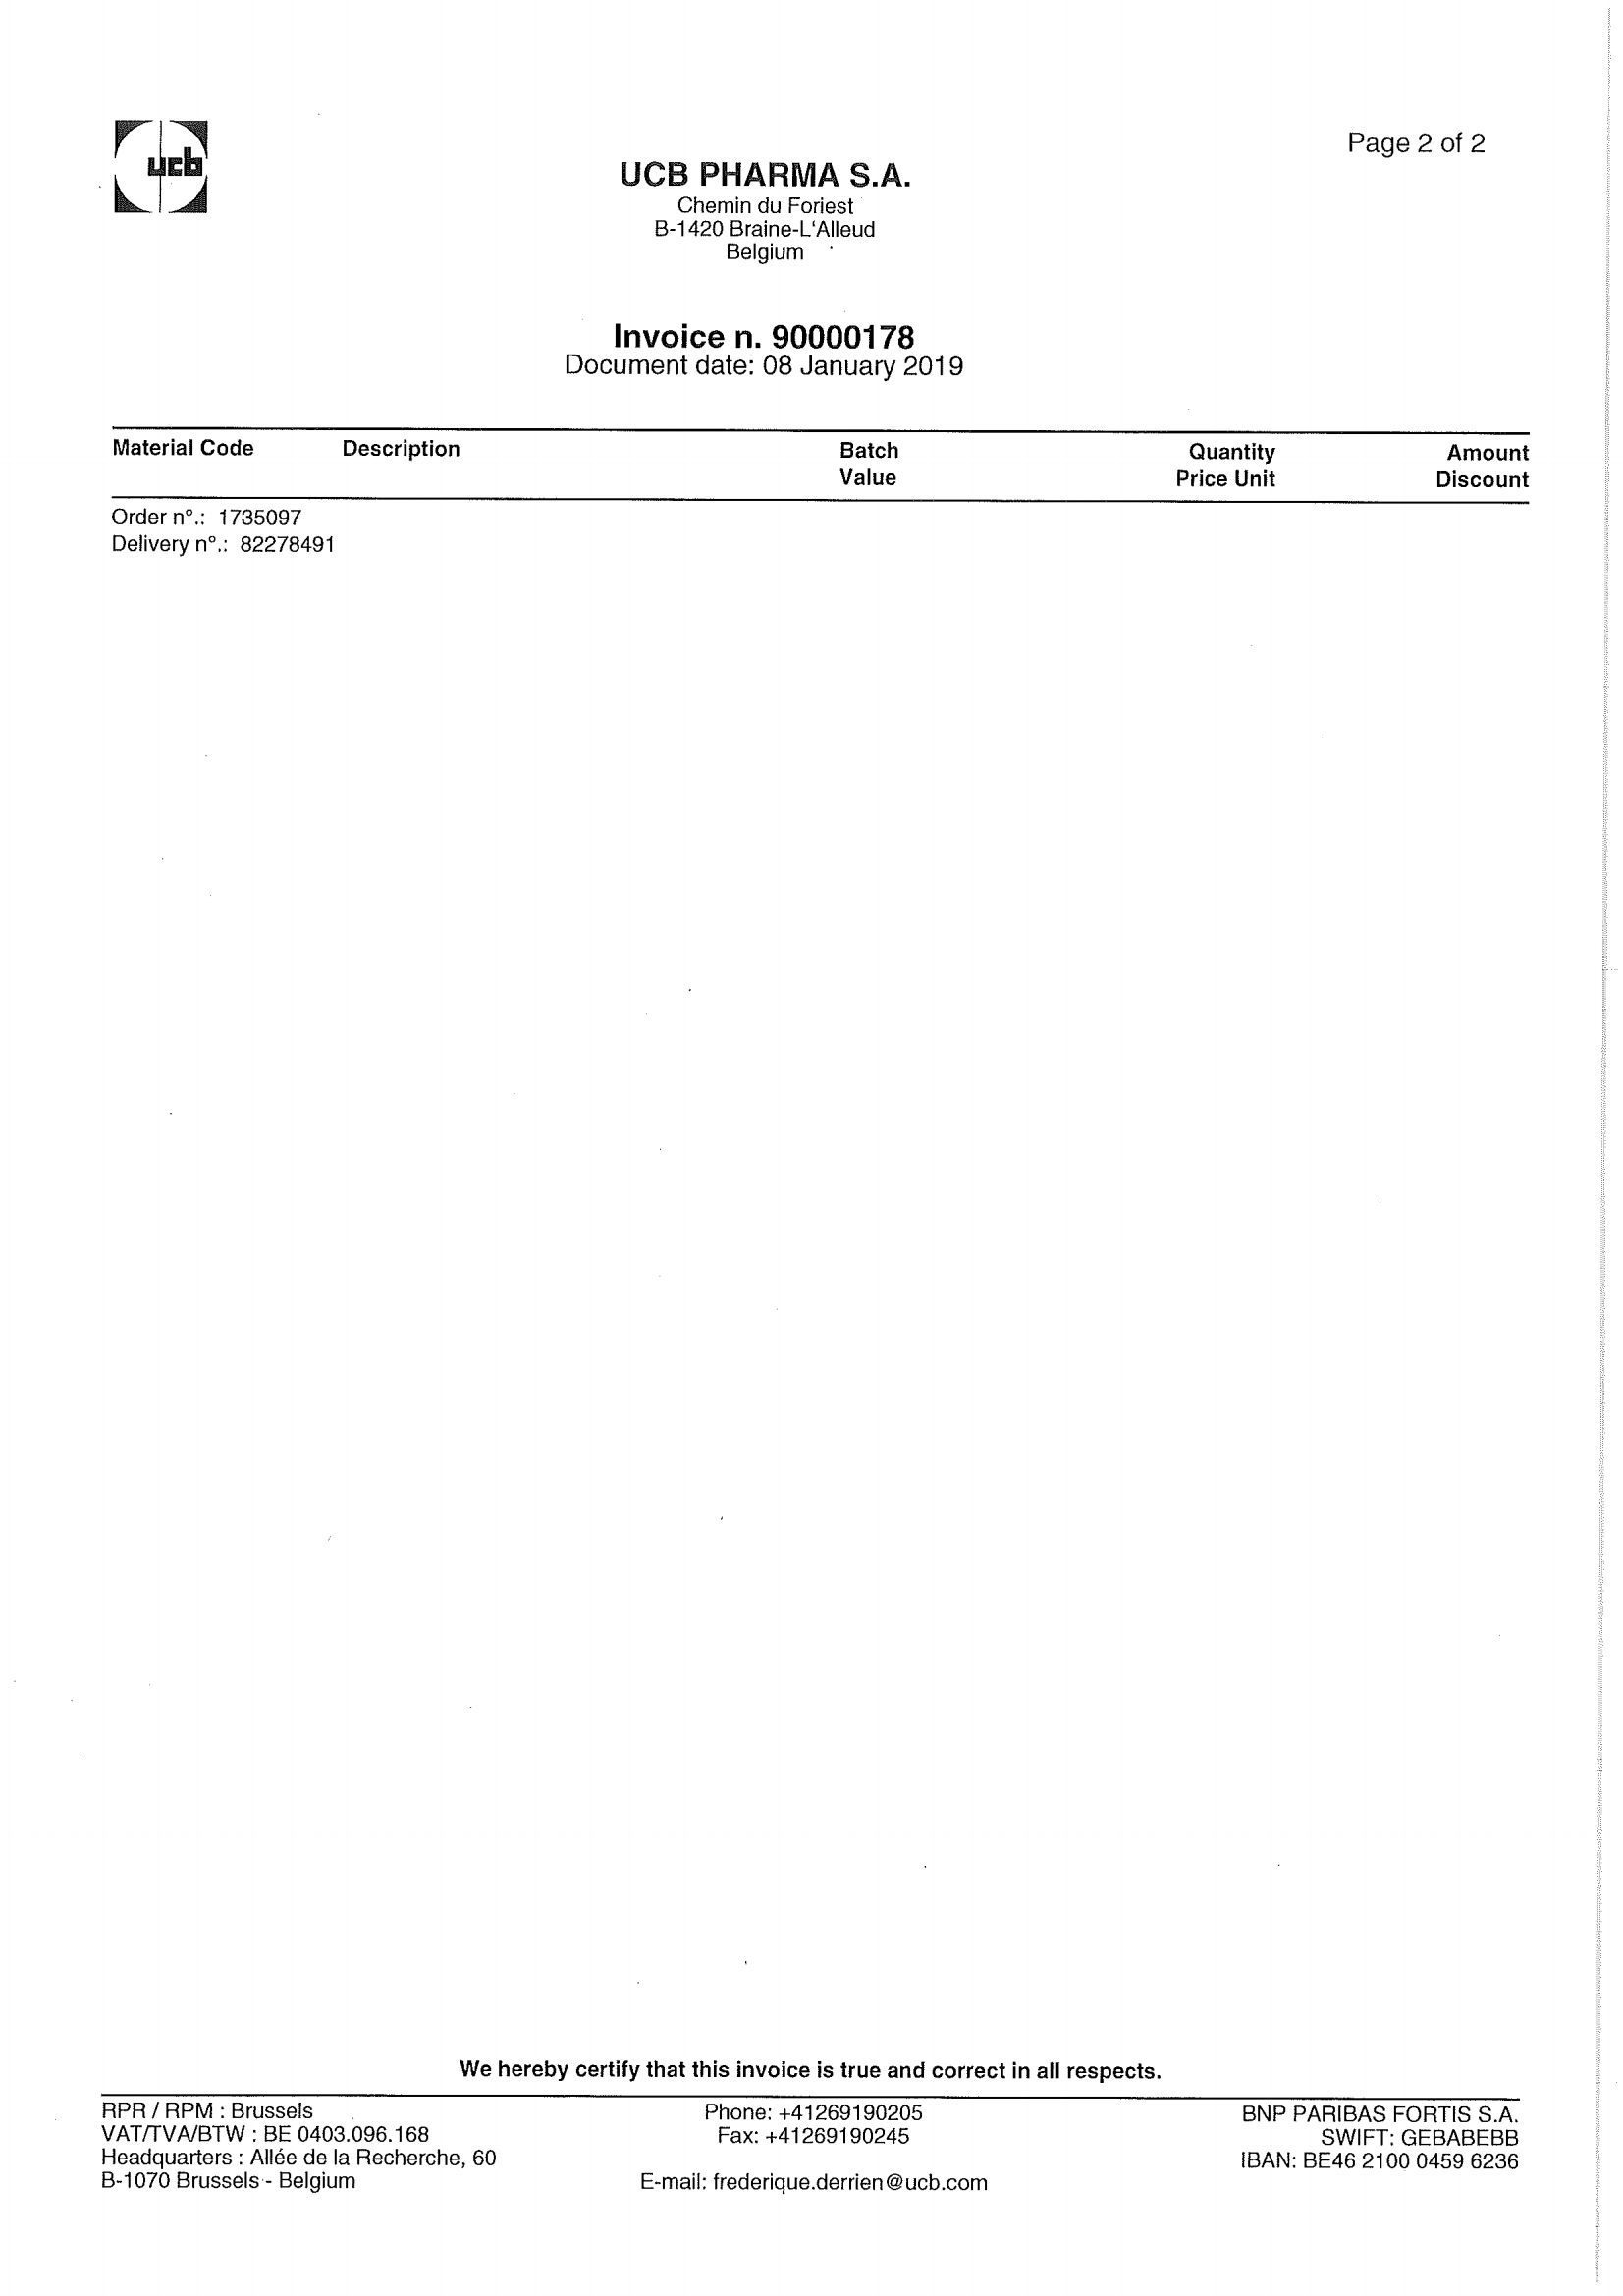 ucb
Page 2 of 2
UCB PHARMA S.A.
Chemin du Foriest
B-1420 Braine-L'Alleud
Belgium
Invoice n. 90000178
Document date: 08 January 2019
Material Code Description Batch Quantity Amount
Value Price Unit Discount
Order n°.: 1735097
Delivery n°.: 82278491
We hereby certify that this invoice is true and correct in all respects.
RPR / RPM : Brussels Phone: +41269190205 BNP PARIBAS FORTIS S.A.
VAT/TVA/BTW : BE 0403.096.168 Fax: +41269190245 SWIFT: GEBABEBB
Headquarters : Allée de la Recherche, 60 IBAN: BE46 2100 0459 6236
B-1070 Brussels - Belgium E-mail: frederique.derrien@ucb.com